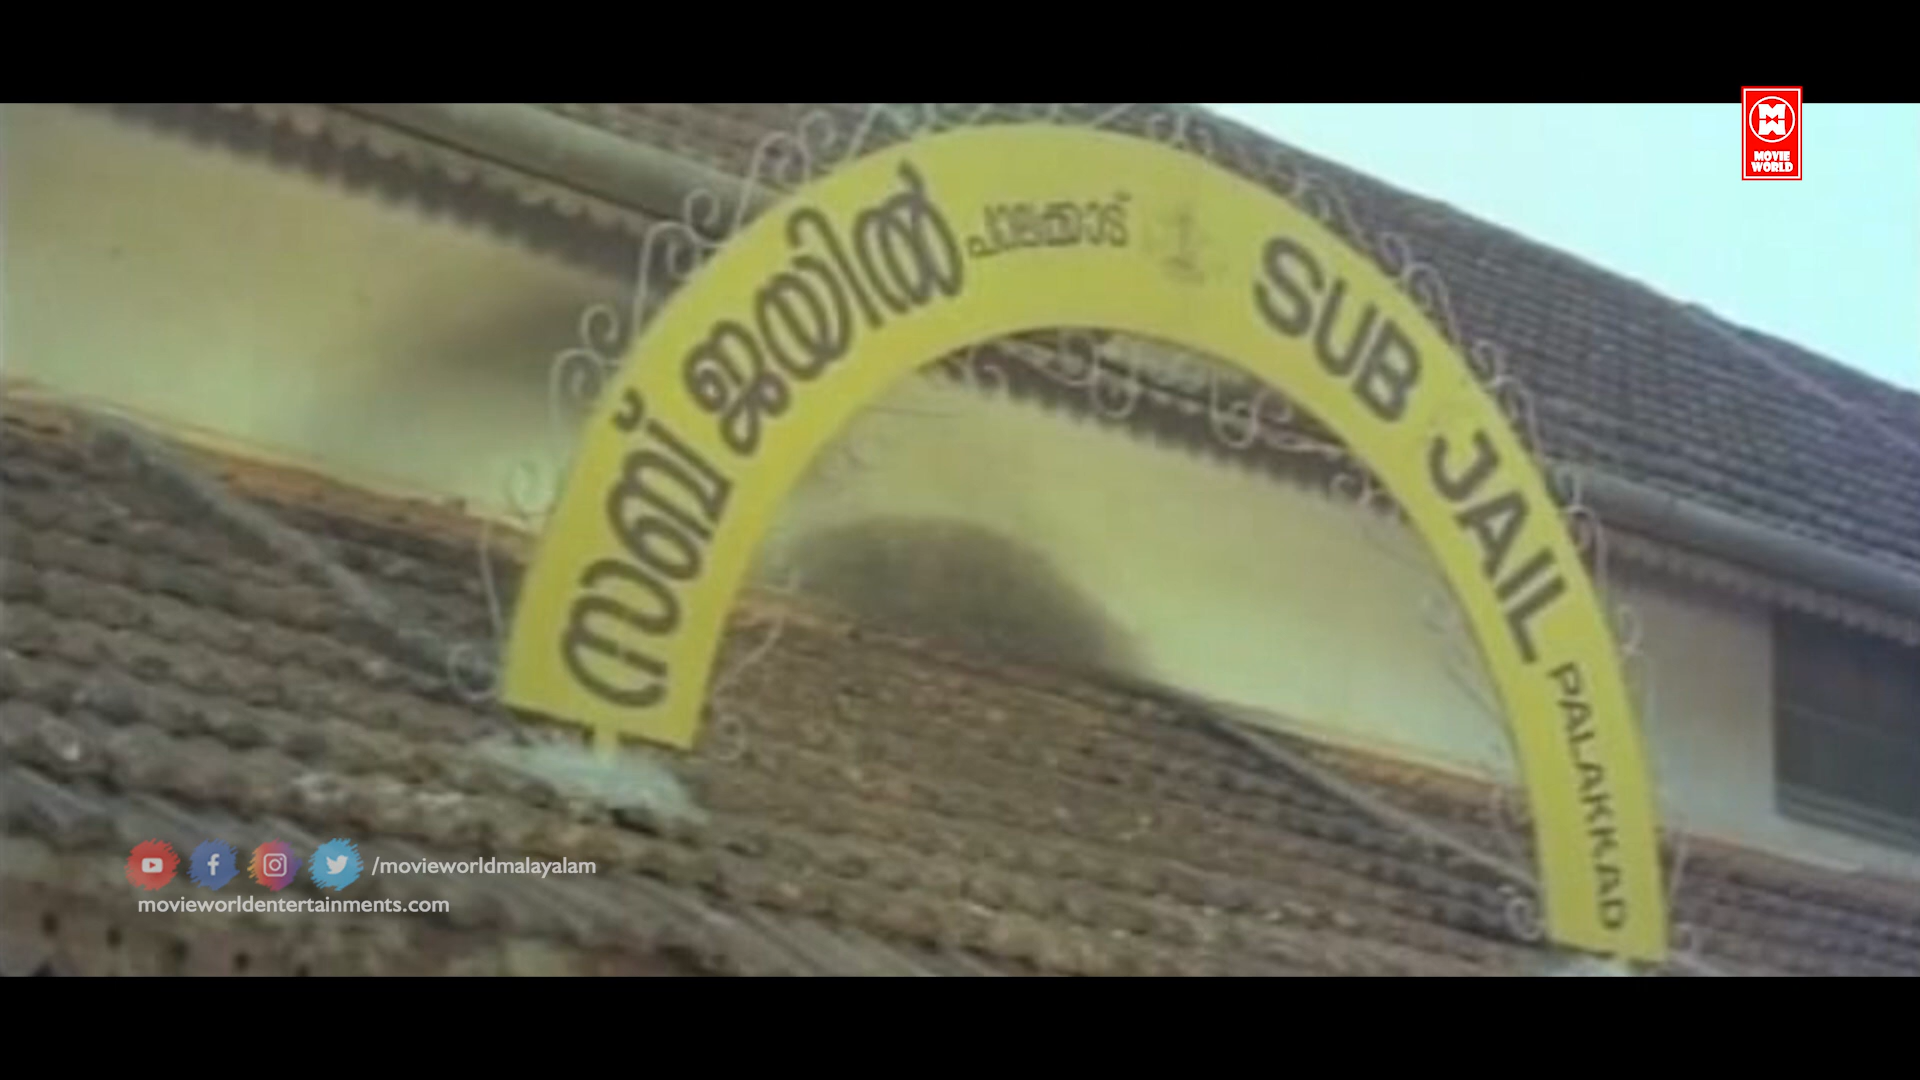 സബ് ജയിൽ പാലക്കാട് SUB JAIL PALAKKAD
MOVIE
WORLD
/movieworldmalayalam
movieworldentertainments.com